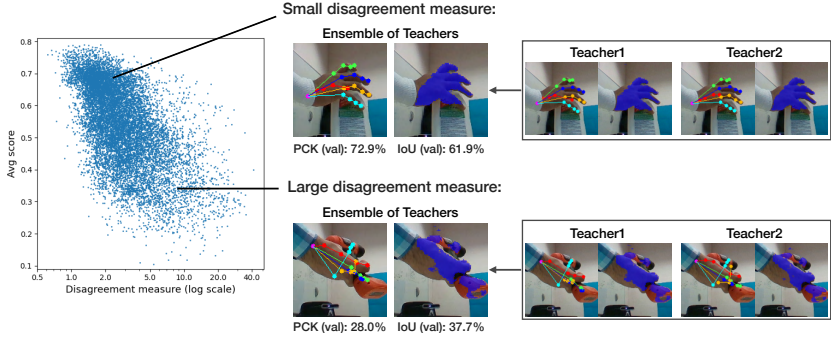 Small disagreement measure:
Ensemble of Teachers
Teacher1
Teacher2
PCK (val): 72.9%
IoU (val): 61.9%
Avg score
0.8
0.7
0.6
0.5
0.4
0.3
0.2
0.1
0.5
1.0
2.0
5.0
10.0
20.0
40.0
Disagreement measure (log scale)
Large disagreement measure:
Ensemble of Teachers
Teacher1
Teacher2
PCK (val): 28.0%
IoU (val): 37.7%